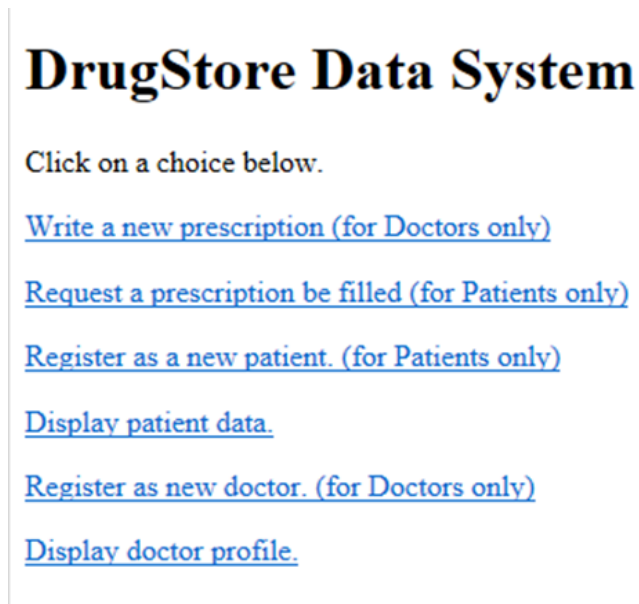 DrugStore Data System
Click on a choice below.
Write a new prescription (for Doctors only)
Request a prescription be filled (for Patients only)
Register as a new patient. (for Patients only)
Display patient data.
Register as new doctor. (for Doctors only)
Display doctor profile.